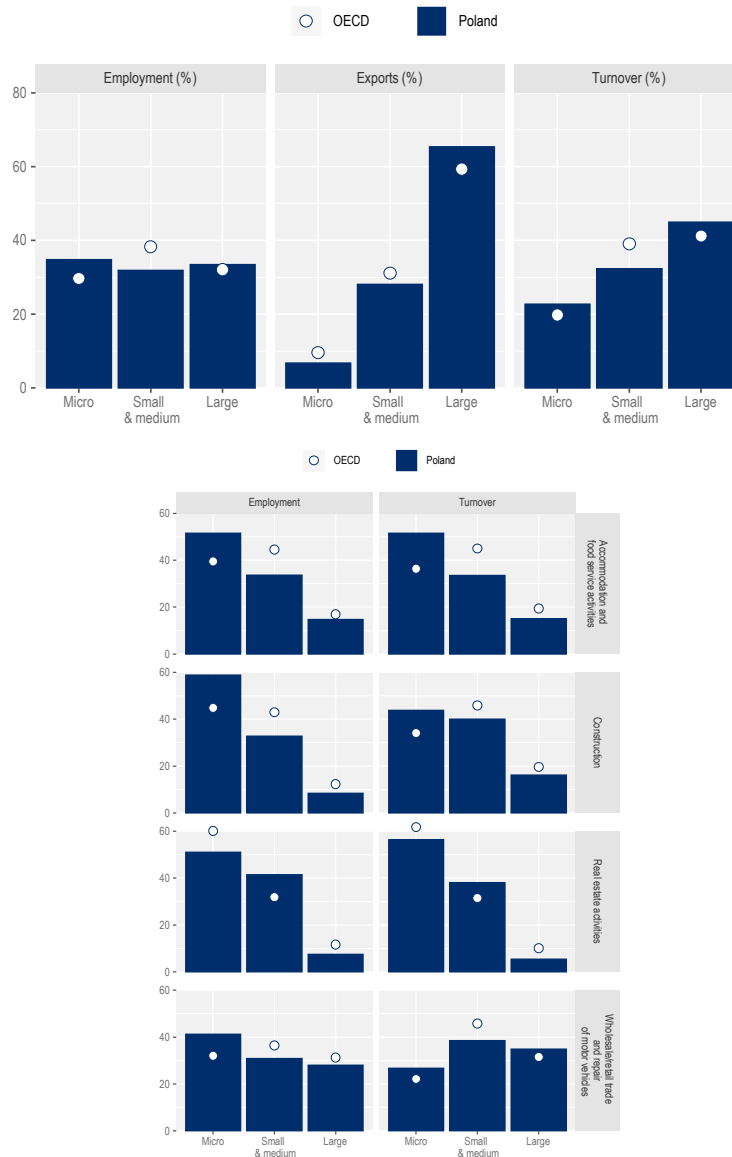 OECD Poland
Employment (%) Exports (%) Turnover (%)
80
60
40
20
0
Micro Small Large Micro Small Large Micro Small Large
& medium & medium & medium
OECD Poland
Employment Turnover
60
40
20
0
Accommodation and
food service activities
60
40
20
0
Construction
60
40
20
0
Real estate activities
60
40
20
0
Wholesale/retail trade
and repair
of motor vehicles
Micro Small Large Micro Small Large
& medium & medium